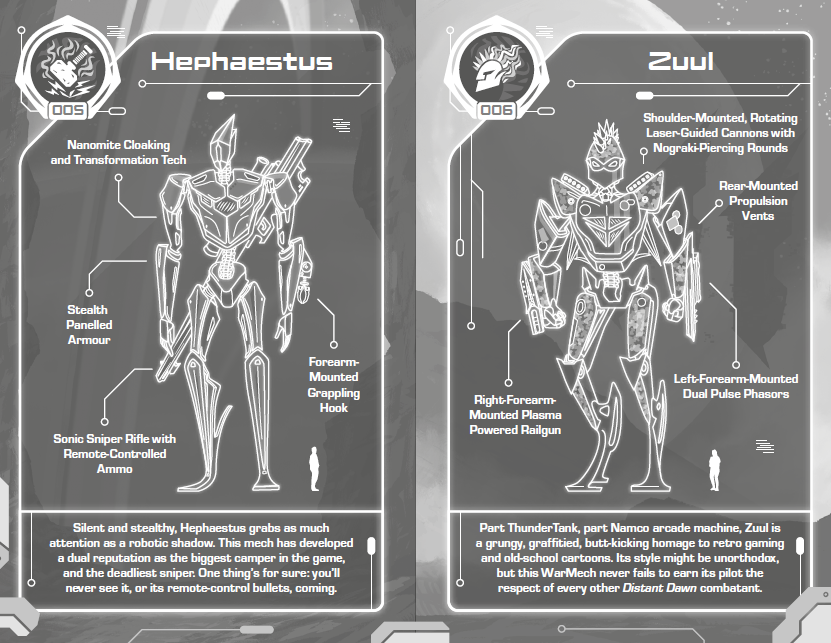 Hephaestus
005
Nanomite Cloaking
and Transformation Tech
Stealth
Panelled
Armour
Forearm-
Mounted
Grappling
Hook
Sonic Sniper Rifle with
Remote-Controlled
Ammo
Silent and stealthy, Hephaestus grabs as much
attention as a robotic shadow. This mech has developed
a dual reputation as the biggest camper in the game,
and the deadliest sniper. One thing's for sure: you'll
never see it, or its remote-control bullets, coming.
Zuul
006
Shoulder-Mounted, Rotating
Laser-Guided Cannons with
Nograki-Piercing Rounds
Rear-Mounted
Propulsion
Vents
Left-Forearm-Mounted
Dual Pulse Phasors
Right-Forearm-
Mounted Plasma
Powered Railgun
Part ThunderTank, part Namco arcade machine, Zuul is
a grungy, graffitied, butt-kicking homage to retro gaming
and old-school cartoons. Its style might be unorthodox,
but this WarMech never fails to earn its pilot the
respect of every other Distant Dawn combatant.